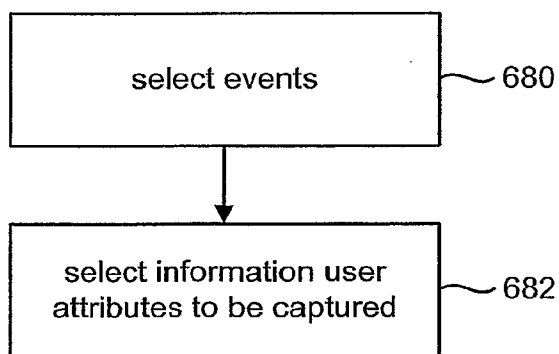 select events
680
select information user
attributes to be captured
682